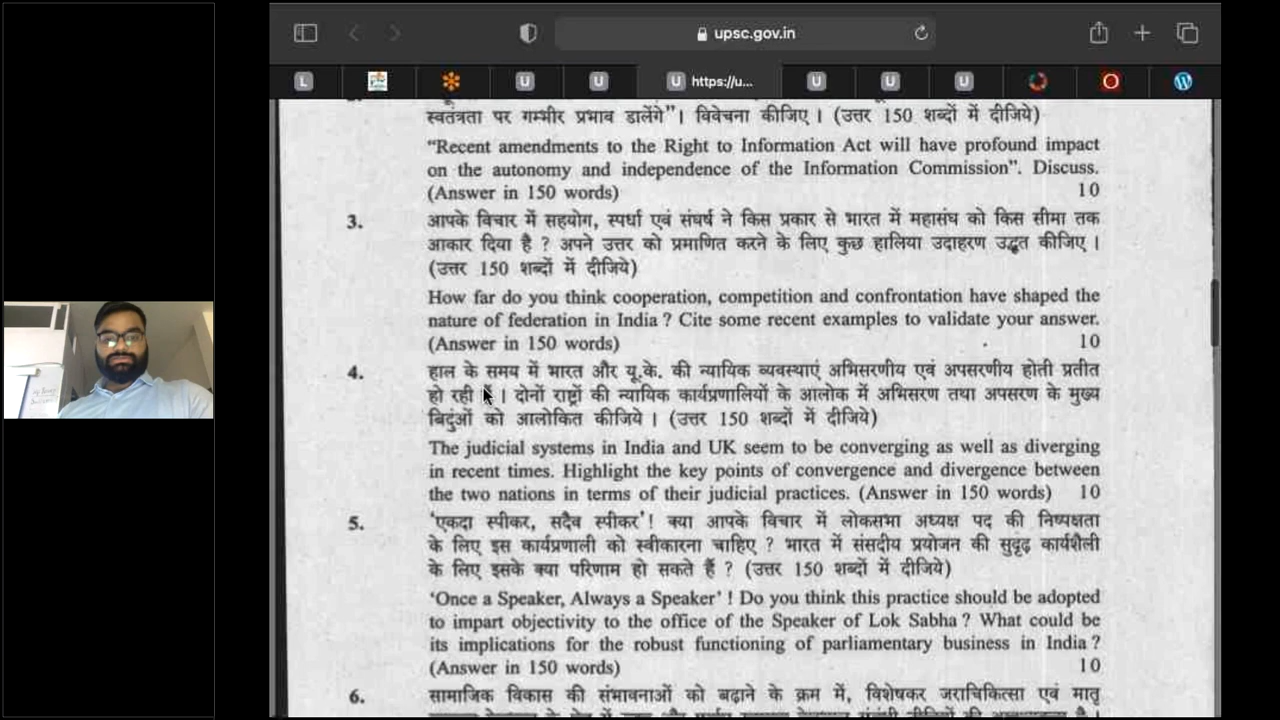 upsc.gov.in
L
U
U
U https://u...
U
U
U
स्वतंत्रता पर गम्भीर प्रभाव डालेंगे”। विवेचना कीजिए। (उत्तर 150 शब्दों में दीजिये)
“Recent amendments to the Right to Information Act will have profound impact
on the autonomy and independence of the Information Commission”. Discuss.
(Answer in 150 words) 10
3. आपके विचार में सहयोग, स्पर्धा एवं संघर्ष ने किस प्रकार से भारत में महासंघ को किस सीमा तक
आकार दिया है ? अपने उत्तर को प्रमाणित करने के लिए कुछ हालिया उदाहरण उद्धृत कीजिए।
(उत्तर 150 शब्दों में दीजिये)
How far do you think cooperation, competition and confrontation have shaped the
nature of federation in India ? Cite some recent examples to validate your answer.
(Answer in 150 words) 10
4. हाल के समय में भारत और यू.के. की न्यायिक व्यवस्थाएं अभिसरणीय एवं अपसरणीय होती प्रतीत
हो रही । दोनों राष्ट्रों की न्यायिक कार्यप्रणालियों के आलोक में अभिसरण तथा अपसरण के मुख्य
बिदुंओं को आलोकित कीजिये । (उत्तर 150 शब्दों में दीजिये)
The judicial systems in India and UK seem to be converging as well as diverging
in recent times. Highlight the key points of convergence and divergence between
the two nations in terms of their judicial practices. (Answer in 150 words) 10
5. ‘एकदा स्पीकर, सदैव स्पीकर’ ! क्या आपके विचार में लोकसभा अध्यक्ष पद की निष्पक्षता
के लिए इस कार्यप्रणाली को स्वीकारना चाहिए ? भारत में संसदीय प्रयोजन की सुदृढ़ कार्यशैली
के लिए इसके क्या परिणाम हो सकते हैं ? (उत्तर 150 शब्दों में दीजिये)
‘Once a Speaker, Always a Speaker’ ! Do you think this practice should be adopted
to impart objectivity to the office of the Speaker of Lok Sabha ? What could be
its implications for the robust functioning of parliamentary business in India ?
(Answer in 150 words) 10
6. सामाजिक विकास की संभावनाओं को बढ़ाने के क्रम में, विशेषकर जराचिकित्सा एवं मातृ